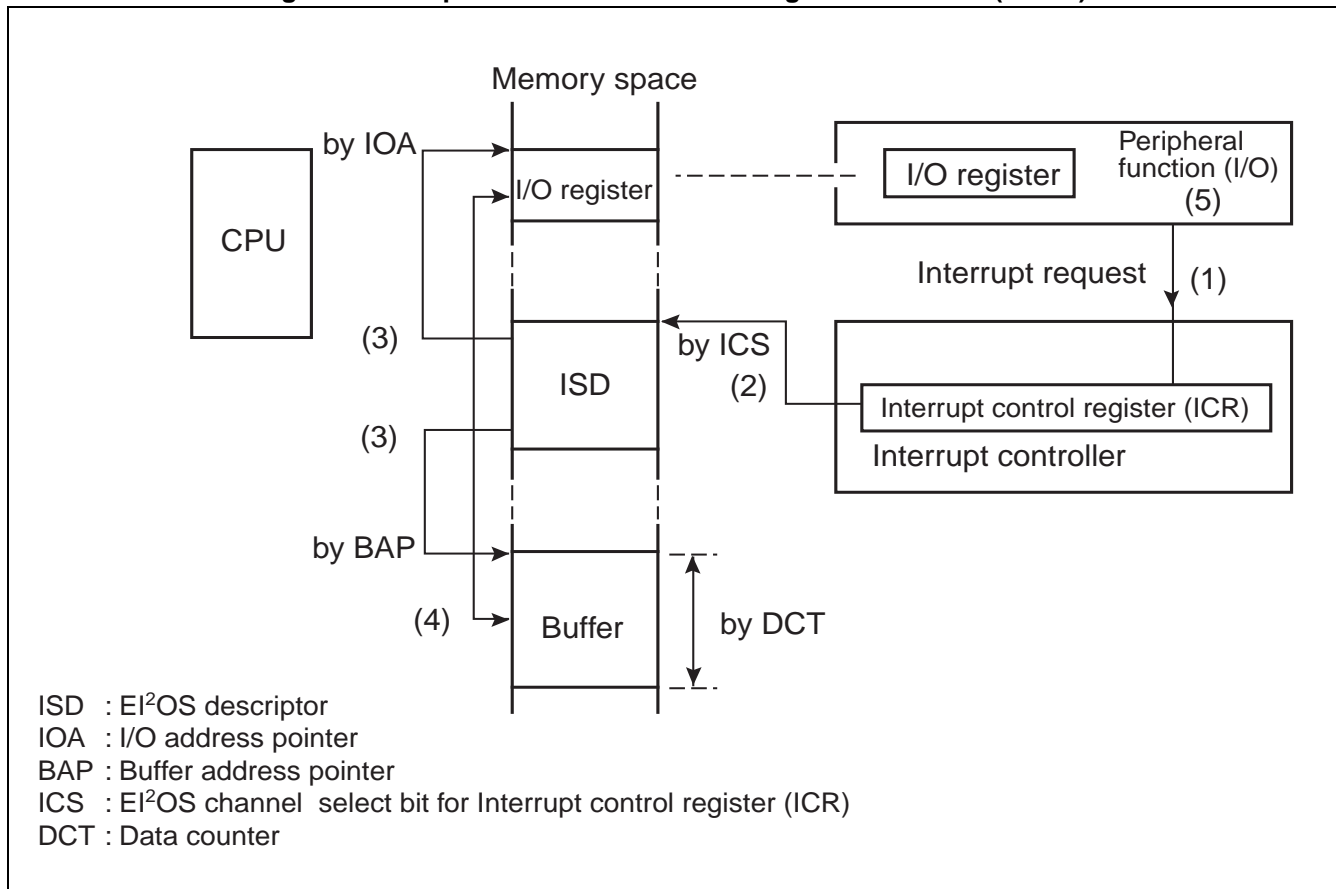 Memory space
by IOA
I/O register
CPU
I/O register
Peripheral
function (I/O)
(5)
Interrupt request
(1)
(3)
by ICS
(2)
ISD
Interrupt control register (ICR)
Interrupt controller
(3)
by BAP
(4)
Buffer
by DCT
ISD : EI²OS descriptor
IOA : I/O address pointer
BAP : Buffer address pointer
ICS : EI²OS channel select bit for Interrupt control register (ICR)
DCT : Data counter